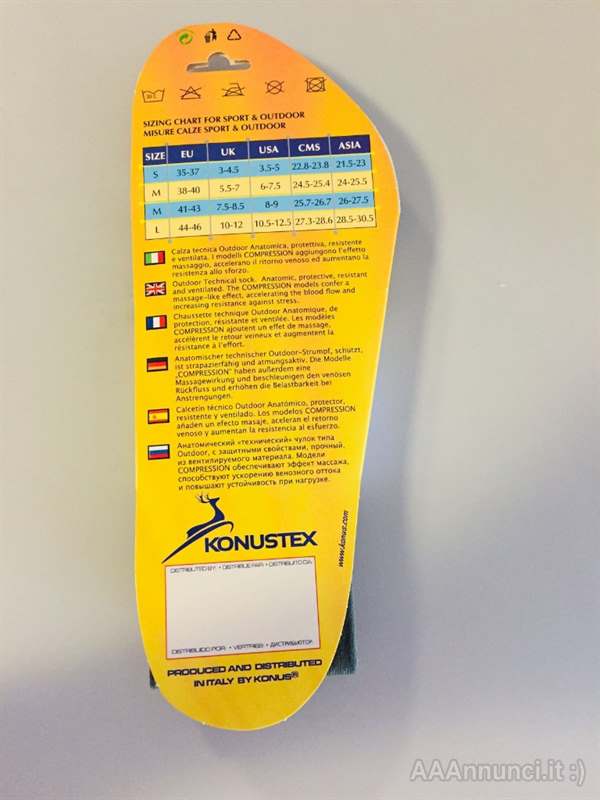 SIZING CHART FOR SPORT & OUTDOOR
MISURE CALZE SPORT & OUTDOOR
SIZE EU UK USA CMS ASIA
S 35-37 3-4.5 3.5-5 22.8-23.8 21.5-23
M 38-40 5.5-7 6-7.5 24.5-25.4 24-25.5
M 41-43 7.5-8.5 8-9 25.7-26.7 26-27.5
L 44-46 10-12 10.5-12.5 27.3-28.6 28.5-30.5
Calza tecnica Outdoor Anatomica, protettiva, resistente
e ventilata. I modelli COMPRESSION aggiungono l'effetto
massaggio, accelerano il ritorno venoso ed aumentano la
resistenza allo sforzo.
Outdoor Technical sock. Anatomic, protective, resistant
and ventilated. The COMPRESSION models confer a
massage-like effect, accelerating the blood flow and
increasing resistance against stress.
Chaussette technique Outdoor Anatomique, de
protection, résistante et ventilée. Les modèles
COMPRESSION ajoutent un effet de massage,
accélèrent le retour veineux et augmentent la
résistance à l'effort.
Anatomischer technischer Outdoor-Strumpf, schützt,
ist strapazierfähig und atmungsaktiv. Die Modelle
„COMPRESSION" haben außerdem eine
Massagewirkung und beschleunigen den venösen
Rückfluss und erhöhen die Belastbarkeit bei
Anstrengungen.
Calcetín técnico Outdoor Anatómico, protector,
resistente y ventilado. Los modelos COMPRESSION
añaden un efecto masaje, aceleran el retorno
venoso y aumentan la resistencia al esfuerzo.
Анатомический «технический» чулок типа
Outdoor, с защитными свойствами, прочный,
из вентилируемого материала. Модели
COMPRESSION обеспечивают эффект массажа,
способствуют ускорению венозного оттока
и повышают устойчивость при нагрузке.
KONUSTEX
www.konus.com
DISTRIBUTED BY: • DISTRIBUE PAR: • DISTRIBUITO DA:
DISTRIBUIDO POR: • VERTRIEB: • ДИСТРИБЬЮТОР:
PRODUCED AND DISTRIBUTED
IN ITALY BY KONUS®
AAAnnunci.it :)